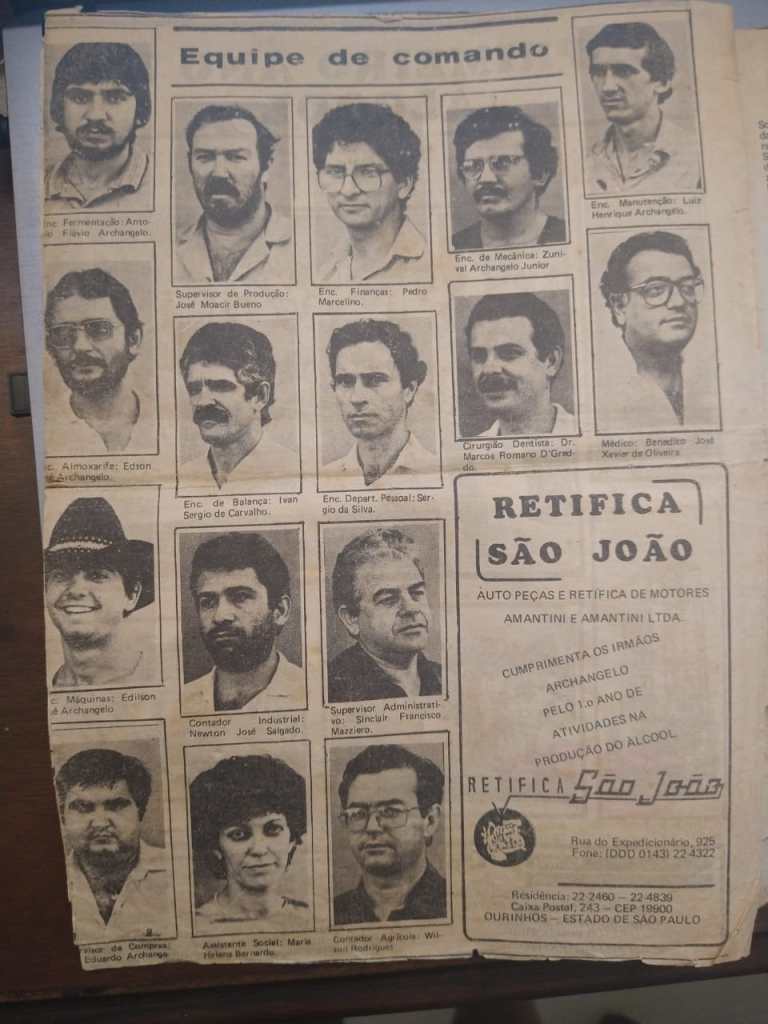 Equipe de comando
Enc. Fermentação: Anto-
nio Flávio Archangelo.
Supervisor de Produção:
José Moacir Bueno
Enc. Finanças: Pedro
Marcelino.
Enc. de Mecânica: Zuni-
val Archangelo Junior
Enc. Manutenção: Luiz
Henrique Archangelo.
c. Almoxarife: Edson
é Archangelo.
Enc. de Balança: Ivan
Sergio de Carvalho.
Enc. Depart. Pessoal: Ser-
gio da Silva.
Cirurgião Dentista: Dr.
Marcos Romano D'Gred-
do.
Médico: Benedito José
Xavier de Oliveira
c. Máquinas: Edilson
é Archangelo
Contador Industrial:
Newton José Salgado.
Supervisor Administrati-
vo: Sinclair Francisco
Mazziero.
visor de Compras:
Eduardo Archange
Assistente Social: Maria
Helena Bernardo.
Contador Agrícola: Wil-
son Rodrigues
RETIFICA
SÃO JOÃO
AUTO PEÇAS E RETÍFICA DE MOTORES
AMANTINI E AMANTINI LTDA.
CUMPRIMENTA OS IRMÃOS
ARCHANGELO
PELO 1.o ANO DE
ATIVIDADES NA
PRODUÇÃO DO ÁLCOOL
RETIFICA São João
Rua do Expedicionário, 925
Fone: (DDD 0143) 22-4322
Residência: 22-2460 — 22-4839
Caixa Postal, 243 — CEP 19900
OURINHOS — ESTADO DE SÃO PAULO